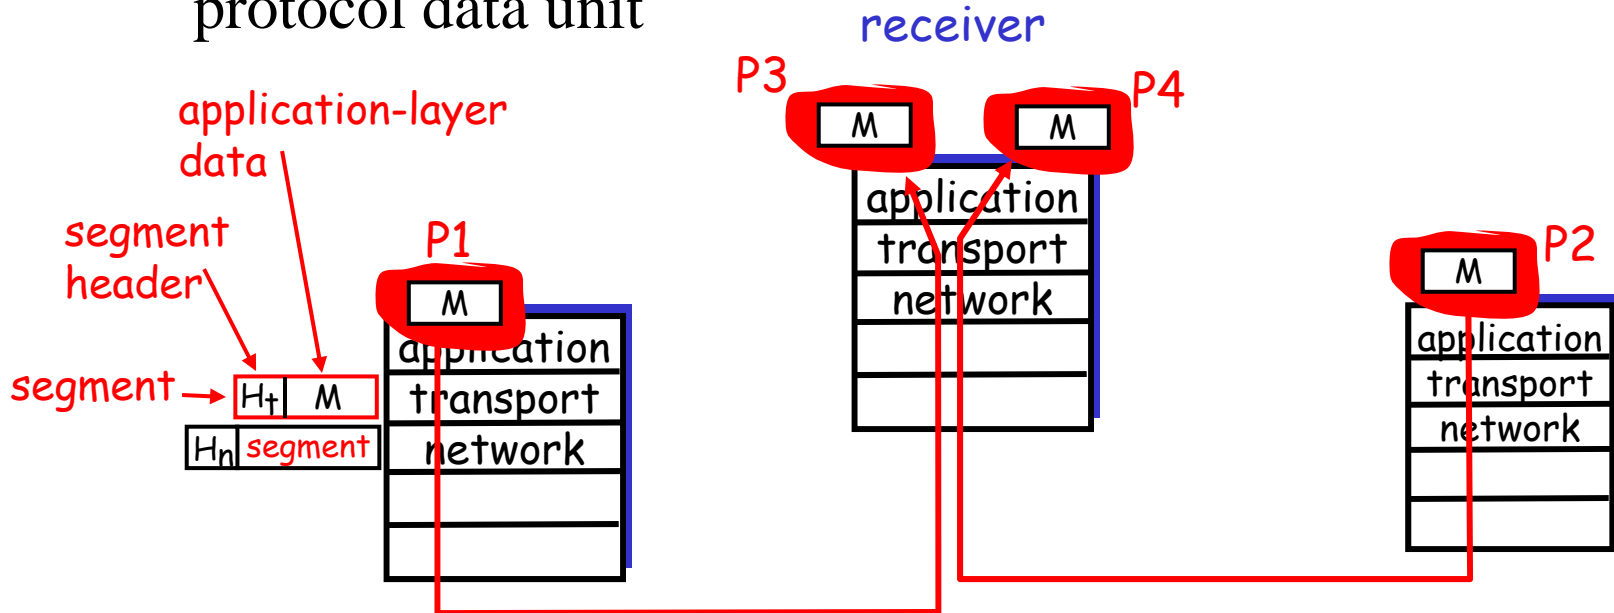 protocol data unit
receiver
P3
P4
M
M
application-layer
data
application
transport
network
segment
header
P1
M
P2
M
application
transport
network
segment
Ht M
Hn segment
application
transport
network